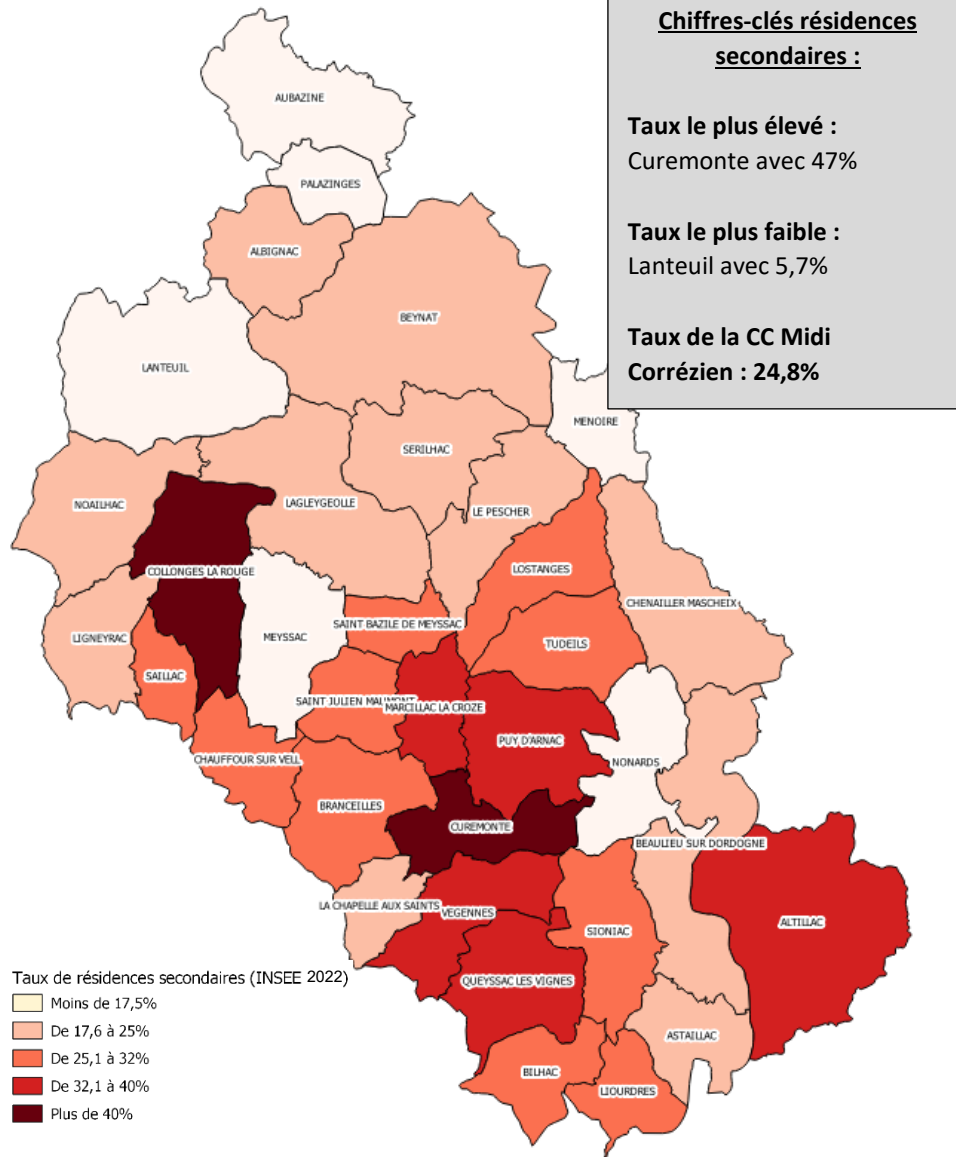 Chiffres-clés résidences
secondaires :
Taux le plus élevé :
Curemonte avec 47%
Taux le plus faible :
Lanteuil avec 5,7%
Taux de la CC Midi
Corrézien : 24,8%
AUBAZINE
PALAZINGES
ALBIGNAC
BEYNAT
LANTEUIL
MENOIRE
SERILHAC
NOAILHAC
LAGLEYGEOLLE
LE PESCHER
COLLONGES LA ROUGE
LOSTANGES
CHENAILLER MASCHEIX
SAINT BAZILE DE MEYSSAC
LIGNEYRAC
MEYSSAC
TUDEILS
SAILLAC
SAINT JULIEN MAUMONT
MARCILLAC LA CROZE
PUY D'ARNAC
CHAUFFOUR SUR VELL
NONARDS
BRANCEILLES
CUREMONTE
BEAULIEU SUR DORDOGNE
LA CHAPELLE AUX SAINTS
VEGENNES
ALTILLAC
SIONIAC
QUEYSSAC LES VIGNES
ASTAILLAC
BILHAC
LIOURDRES
Taux de résidences secondaires (INSEE 2022)
Moins de 17,5%
De 17,6 à 25%
De 25,1 à 32%
De 32,1 à 40%
Plus de 40%